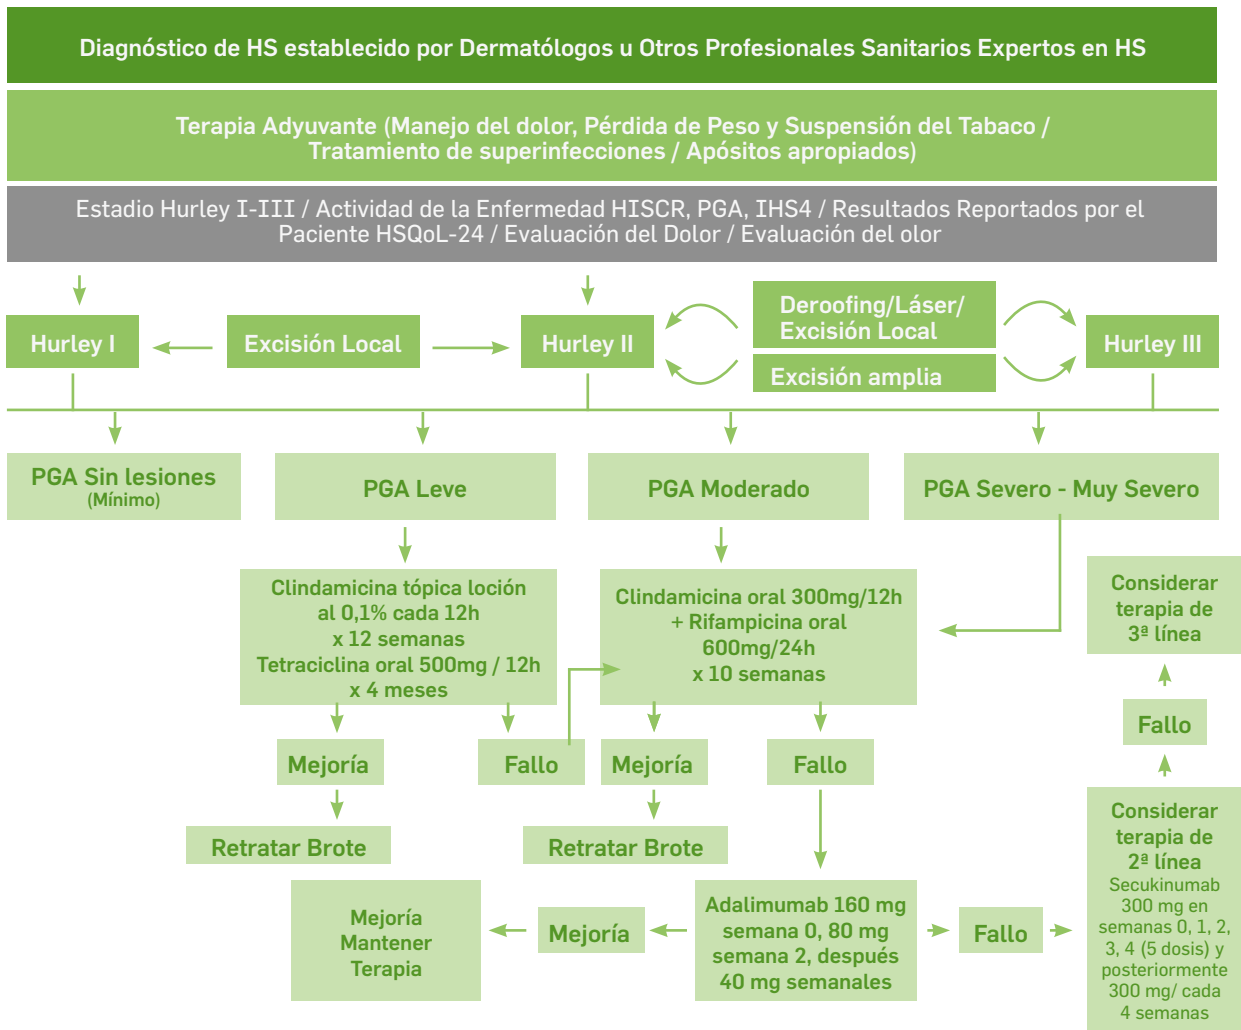 Diagnóstico de HS establecido por Dermatólogos u Otros Profesionales Sanitarios Expertos en HS
Terapia Adyuvante (Manejo del dolor, Pérdida de Peso y Suspensión del Tabaco /
Tratamiento de superinfecciones / Apósitos apropiados)
Estadio Hurley I-III / Actividad de la Enfermedad HISCR, PGA, IHS4 / Resultados Reportados por el
Paciente HSQoL-24 / Evaluación del Dolor / Evaluación del olor
Hurley I
Excisión Local
Hurley II
Deroofing/Láser/
Excisión Local
Excisión amplia
Hurley III
PGA Sin lesiones
(Mínimo)
PGA Leve
PGA Moderado
PGA Severo - Muy Severo
Clindamicina tópica loción
al 0,1% cada 12h
x 12 semanas
Tetraciclina oral 500mg / 12h
x 4 meses
Clindamicina oral 300mg/12h
+ Rifampicina oral
600mg/24h
x 10 semanas
Considerar
terapia de
3ª línea
Mejoría
Fallo
Mejoría
Fallo
Fallo
Retratar Brote
Retratar Brote
Mejoría
Mantener
Terapia
Mejoría
Adalimumab 160 mg
semana 0, 80 mg
semana 2, después
40 mg semanales
Fallo
Considerar
terapia de
2ª línea
Secukinumab
300 mg en
semanas 0, 1, 2,
3, 4 (5 dosis) y
posteriormente
300 mg/ cada
4 semanas